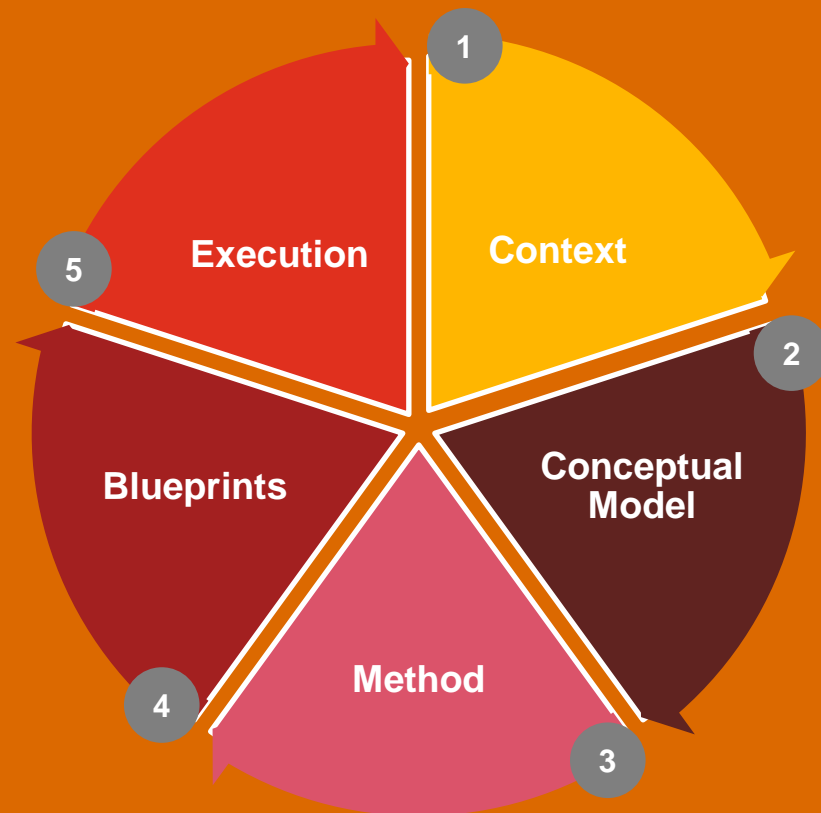 1
Context
2
Conceptual
Model
3
Method
4
Blueprints
5
Execution